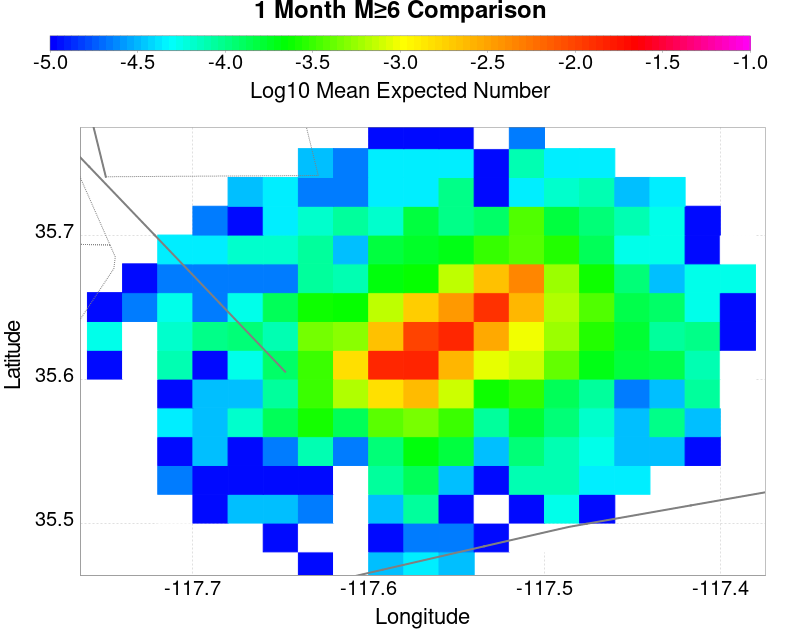 1 Month M≥6 Comparison
-5.0 -4.5 -4.0 -3.5 -3.0 -2.5 -2.0 -1.5 -1.0
Log10 Mean Expected Number
35.7
35.6
35.5
Latitude
-117.7 -117.6 -117.5 -117.4
Longitude